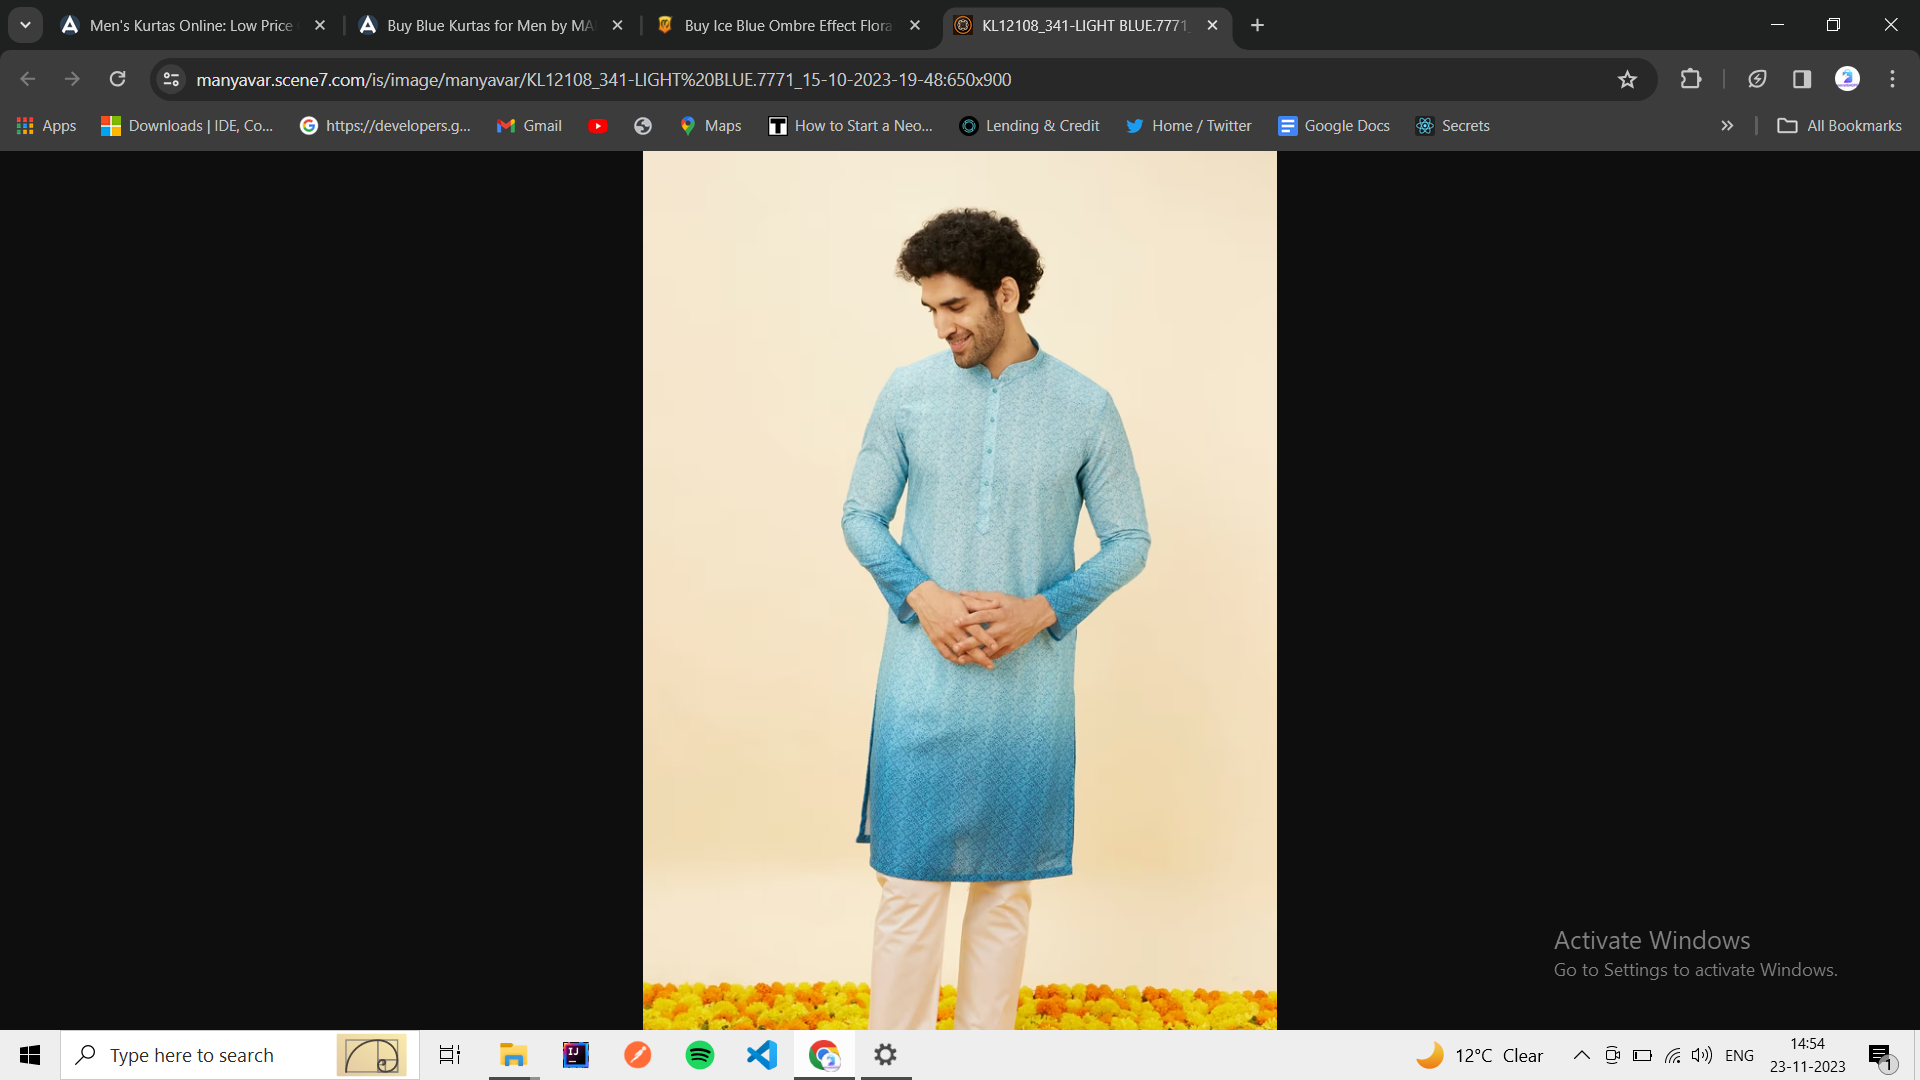 Men's Kurtas Online: Low Price
Buy Blue Kurtas for Men by MA
Buy Ice Blue Ombre Effect Flora
KL12108_341-LIGHT BLUE.7771_
manyavar.scene7.com/is/image/manyavar/KL12108_341-LIGHT%20BLUE.7771_15-10-2023-19-48:650x900
Apps
Downloads | IDE, Co...
https://developers.g...
Gmail
Maps
How to Start a Neo...
Lending & Credit
Home / Twitter
Google Docs
Secrets
All Bookmarks
Activate Windows
Go to Settings to activate Windows.
Type here to search
12°C Clear
ENG
14:54
23-11-2023
1